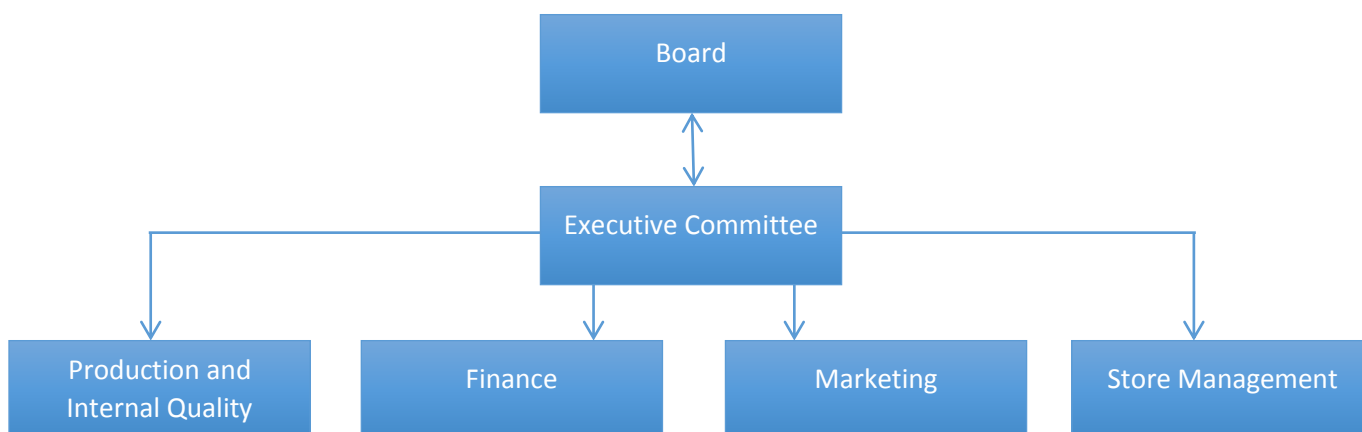 Board
Executive Committee
Production and
Internal Quality
Finance
Marketing
Store Management